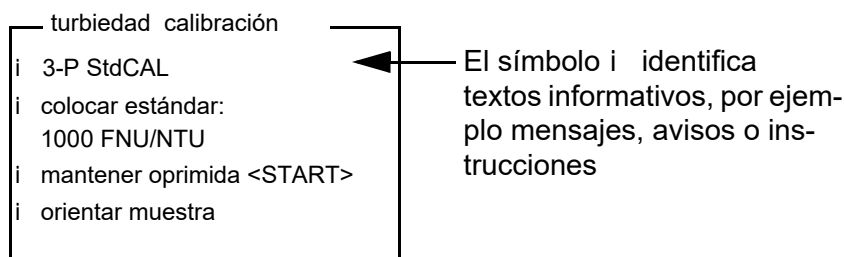 turbiedad calibración
i 3-P StdCAL
i colocar estándar:
1000 FNU/NTU
i mantener oprimida <START>
i orientar muestra
El símbolo i identifica
textos informativos, por ejem-
plo mensajes, avisos o ins-
trucciones